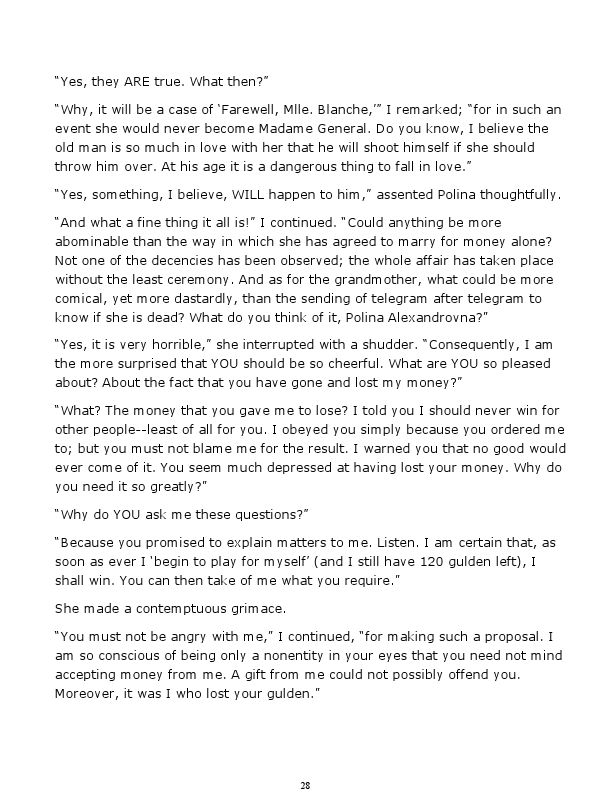 “Yes, they ARE true. What then?”
“Why, it will be a case of ‘Farewell, Mlle. Blanche,’” I remarked; “for in such an
event she would never become Madame General. Do you know, I believe the
old man is so much in love with her that he will shoot himself if she should
throw him over. At his age it is a dangerous thing to fall in love.”
“Yes, something, I believe, WILL happen to him,” assented Polina thoughtfully.
“And what a fine thing it all is!” I continued. “Could anything be more
abominable than the way in which she has agreed to marry for money alone?
Not one of the decencies has been observed; the whole affair has taken place
without the least ceremony. And as for the grandmother, what could be more
comical, yet more dastardly, than the sending of telegram after telegram to
know if she is dead? What do you think of it, Polina Alexandrovna?”
“Yes, it is very horrible,” she interrupted with a shudder. “Consequently, I am
the more surprised that YOU should be so cheerful. What are YOU so pleased
about? About the fact that you have gone and lost my money?”
“What? The money that you gave me to lose? I told you I should never win for
other people--least of all for you. I obeyed you simply because you ordered me
to; but you must not blame me for the result. I warned you that no good would
ever come of it. You seem much depressed at having lost your money. Why do
you need it so greatly?”
“Why do YOU ask me these questions?”
“Because you promised to explain matters to me. Listen. I am certain that, as
soon as ever I ‘begin to play for myself’ (and I still have 120 gulden left), I
shall win. You can then take of me what you require.”
She made a contemptuous grimace.
“You must not be angry with me,” I continued, “for making such a proposal. I
am so conscious of being only a nonentity in your eyes that you need not mind
accepting money from me. A gift from me could not possibly offend you.
Moreover, it was I who lost your gulden.”
28